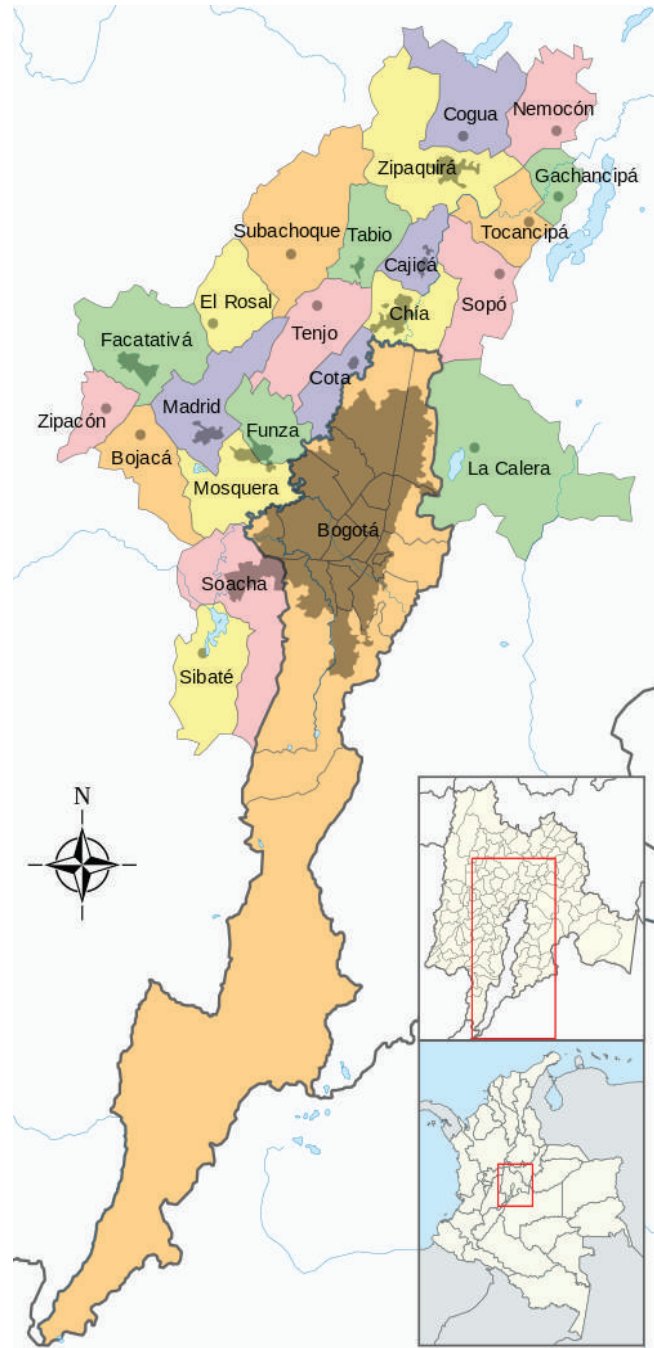 Cogua
Nemocón
Zipaquirá
Gachancipá
Subachoque
Tabio
Tocancipá
Cajicá
El Rosal
Sopó
Chía
Tenjo
Facatativá
Cota
Madrid
Zipacón
Funza
Bojacá
La Calera
Mosquera
Bogotá
Soacha
Sibaté
N